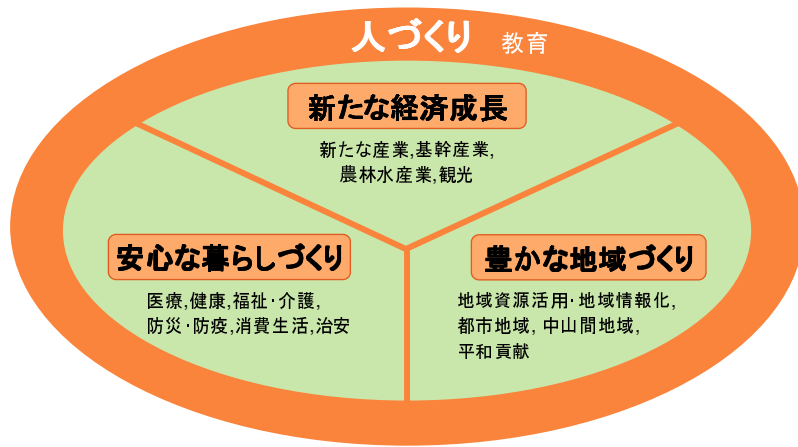 人づくり 教育
新たな経済成長
新たな産業,基幹産業,
農林水産業,観光
安心な暮らしづくり
医療,健康,福祉・介護,
防災・防疫,消費生活,治安
豊かな地域づくり
地域資源活用・地域情報化,
都市地域, 中山間地域,
平和貢献